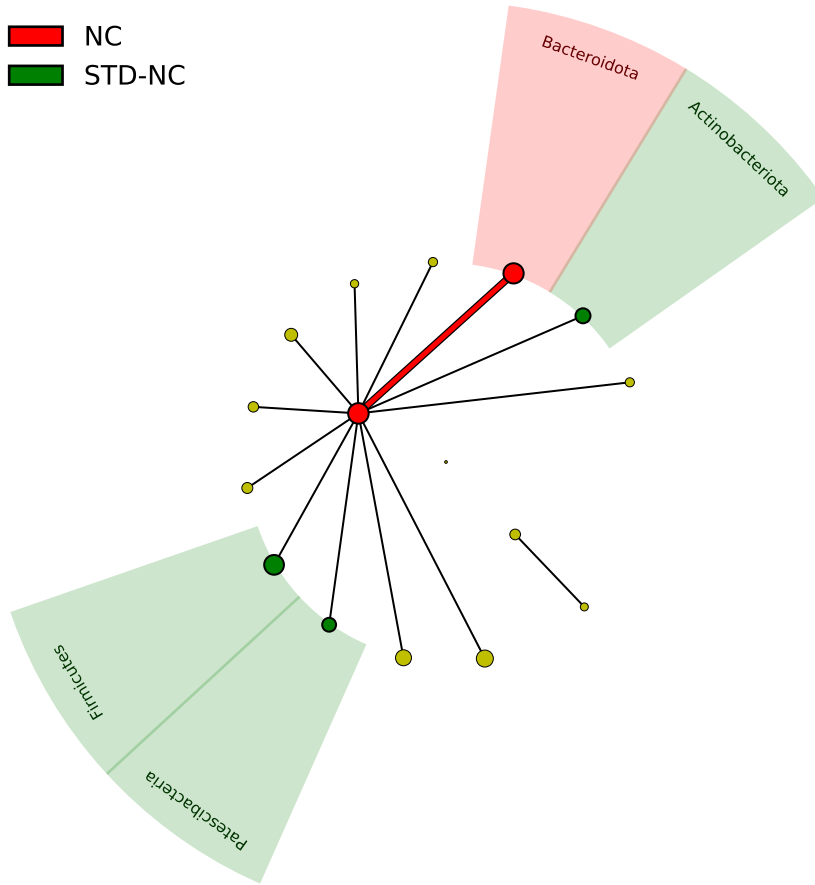 NC
STD-NC
Bacteroidota
Actinobacteriota
Firmicutes
Patescibacteria